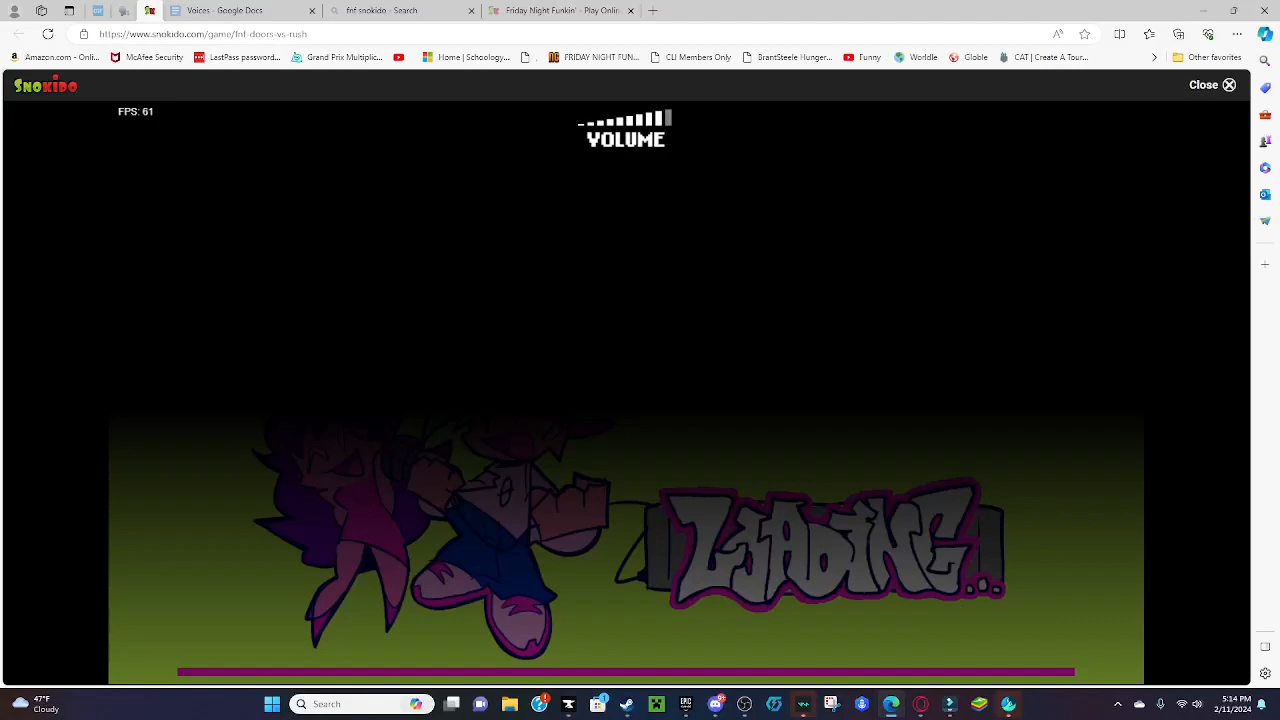 Voices - Google Docs
fnf snokido - Search
Friday Night Funkin' - Play Onlin
https://www.snokido.com/game/fnf-doors-vs-rush
Amazon.com - Onli...
McAfee Security
LastPass password...
FRIDAY NIGHT FUN...
CLI Members Only
Home | Schoology...
.
BrantSteele Hunger...
Funny
Worldle
Globle
CAT | Create A Tour...
Other favorites
SNOKIDO
Close
FPS: 61
VOLUME
LOADING...
47°F
Cloudy
Search
5:14 PM
2/11/2024